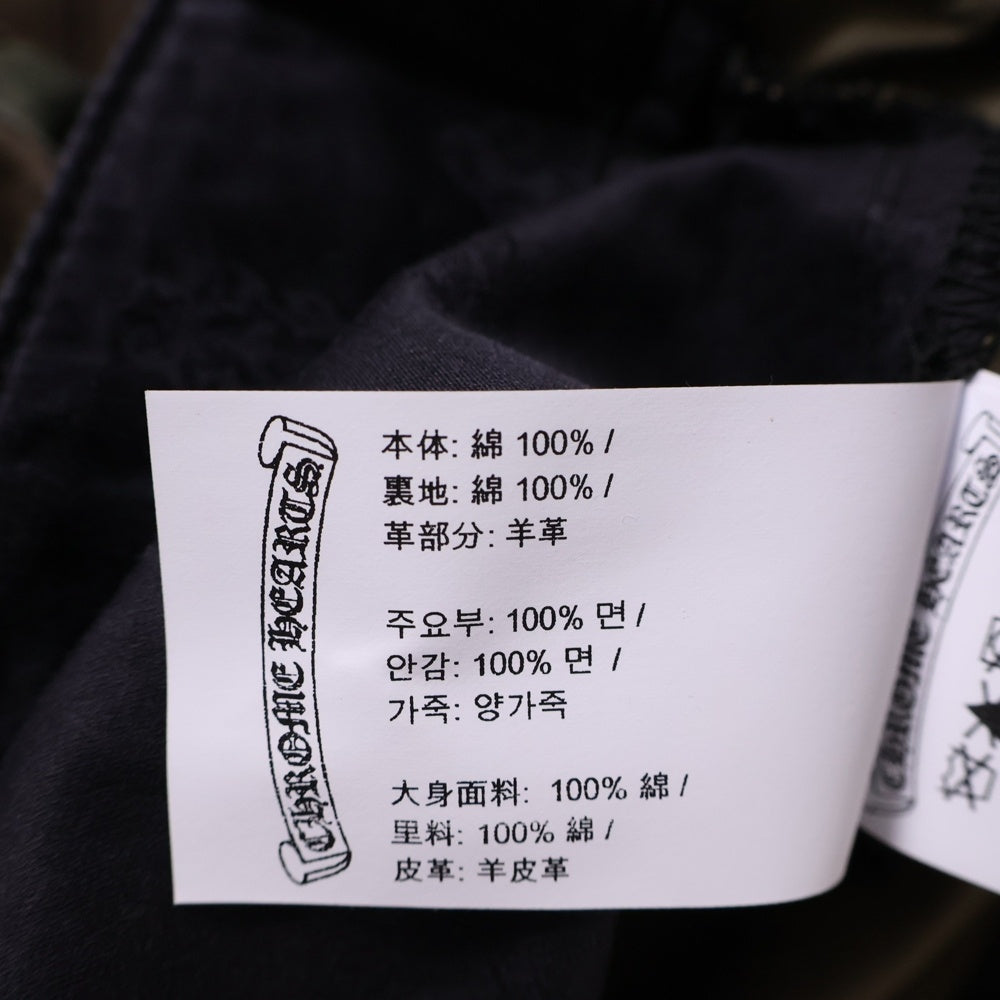 CHROME HEARTS
本体: 綿 100% /
裏地: 綿 100% /
革部分: 羊革
주요부: 100% 면 /
안감: 100% 면 /
가죽: 양가죽
大身面料: 100% 綿 /
里料: 100% 綿 /
皮革: 羊皮革
CHROME HEARTS